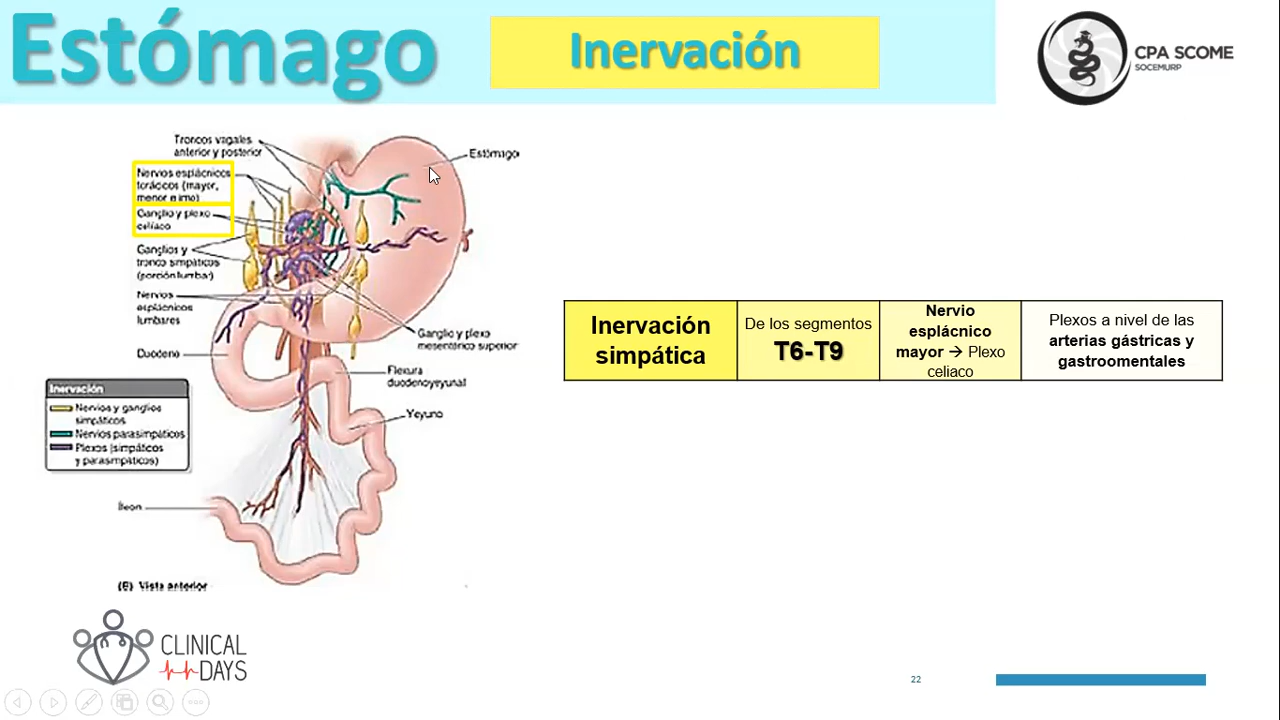 Estómago
Inervación
CPA SCOME
SOCEMURP
Troncos vagales
anterior y posterior
Estómago
Nervios esplácnicos
torácicos (mayor,
menor e imo)
Ganglio y plexo
celíaco
Ganglios y
tronco simpáticos
(porción lumbar)
Nervios
esplácnicos
lumbares
Ganglio y plexo
mesentérico superior
Duodeno
Flexura
duodenoyeyunal
Yeyuno
Inervación
Nervios y ganglios
simpáticos
Nervios parasimpáticos
Plexos (simpáticos
y parasimpáticos)
Íleon
(B) Vista anterior
Inervación
simpática
De los segmentos
T6-T9
Nervio
esplácnico
mayor → Plexo
celiaco
Plexos a nivel de las
arterias gástricas y
gastroomentales
CLINICAL
DAYS
22